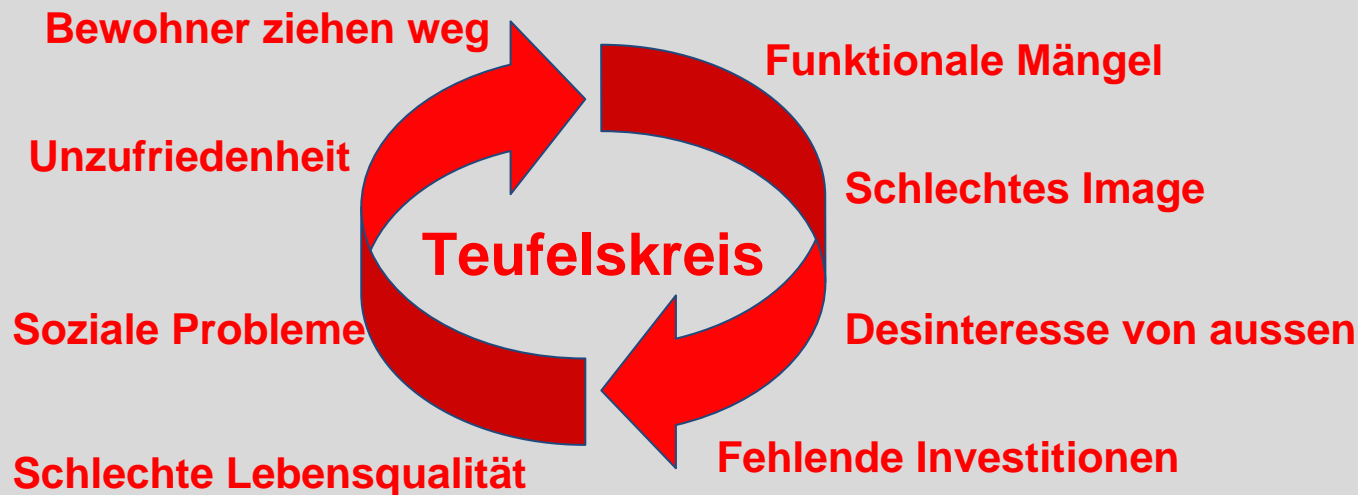 Bewohner ziehen weg
Funktionale Mängel
Unzufriedenheit
Schlechtes Image
Teufelskreis
Soziale Probleme
Desinteresse von aussen
Fehlende Investitionen
Schlechte Lebensqualität